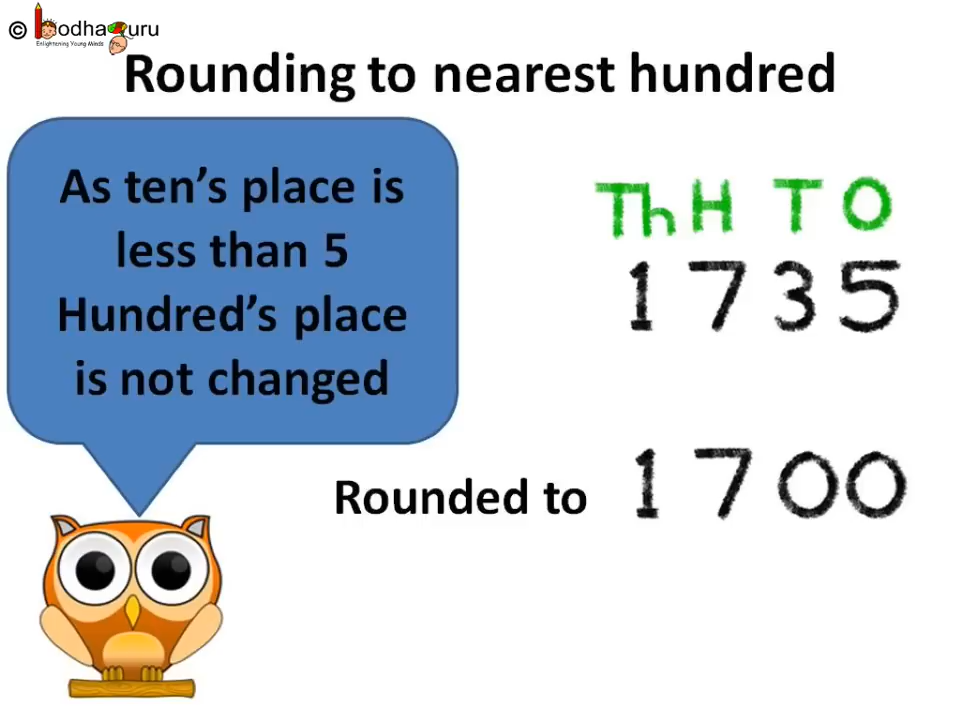 © BodhaGuru
Enlightening Young Minds
Rounding to nearest hundred
As ten's place is
less than 5
Hundred's place
is not changed
Th H T O
1 7 3 5
Rounded to 1 7 0 0